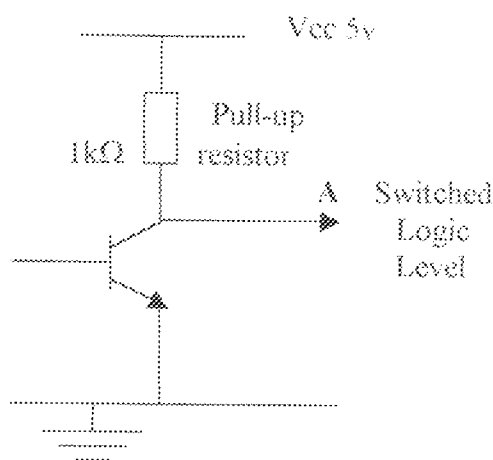 Vcc 5v
Pull-up
1kΩ resistor
A Switched
Logic
Level